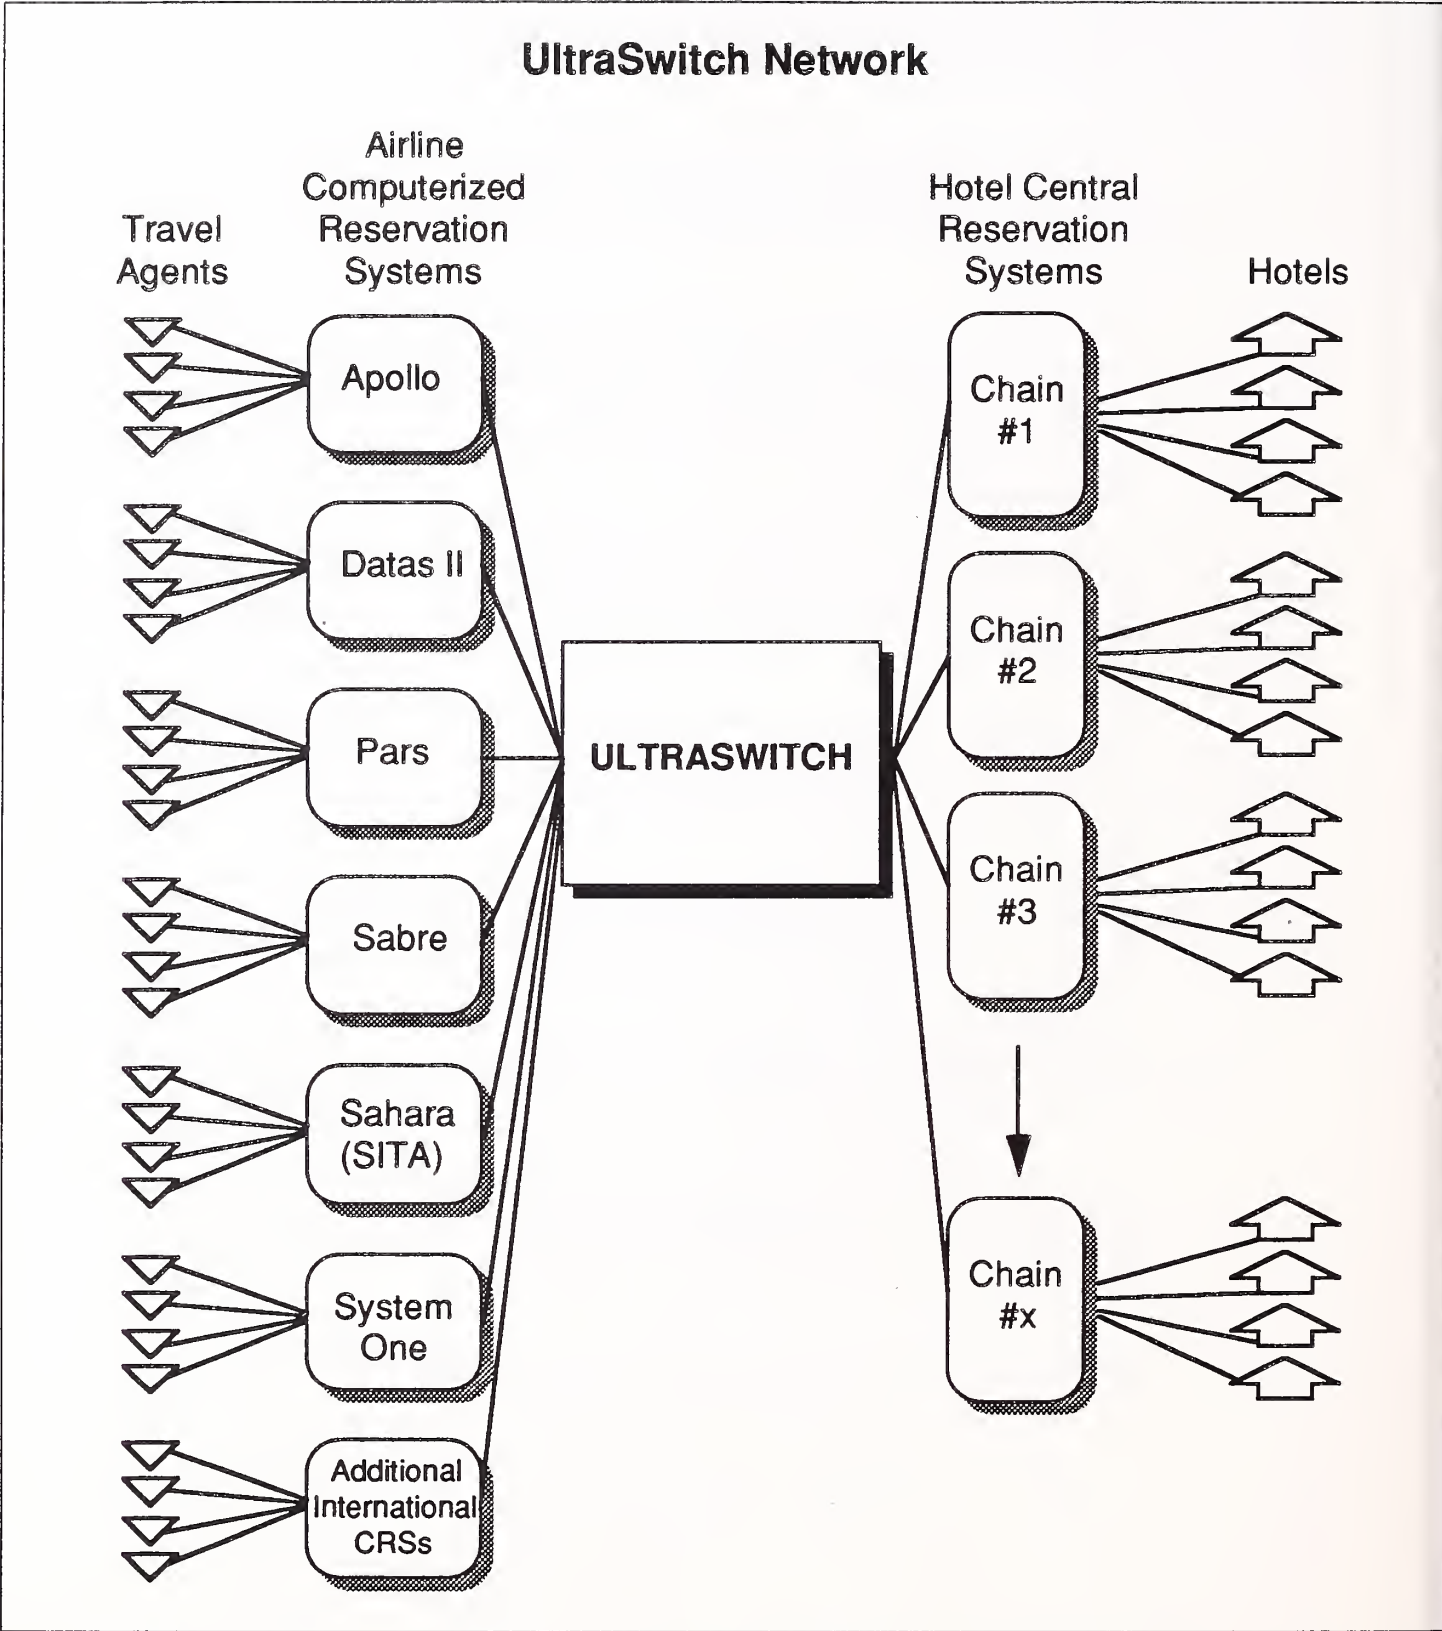 UltraSwitch Network
Travel
Agents
Airline
Computerized
Reservation
Systems
Hotel Central
Reservation
Systems
Hotels
Apollo
Datas II
Pars
Sabre
Sahara
(SITA)
System
One
Additional
International
CRSs
ULTRASWITCH
Chain
#1
Chain
#2
Chain
#3
Chain
#x